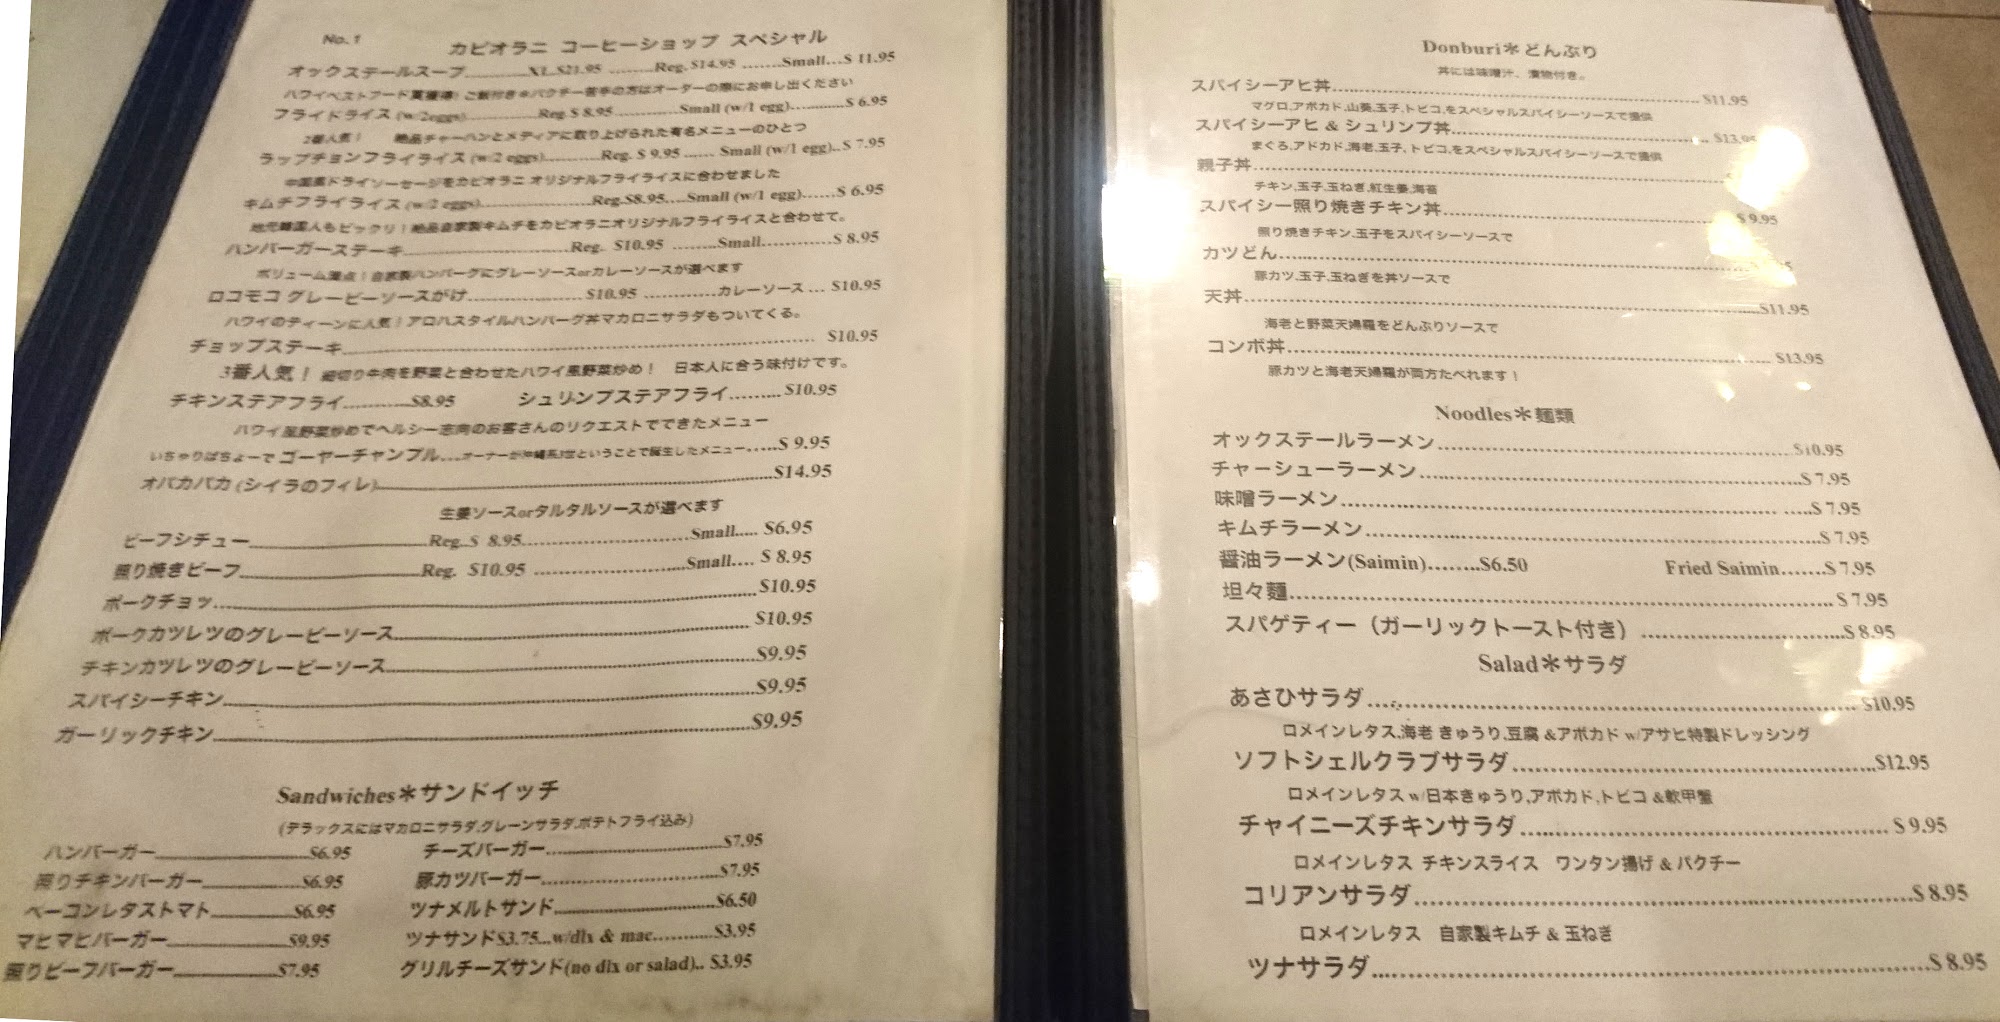 No. 1
カピオラニ コーヒーショップ スペシャル
オックステールスープ..........XL $21.95 .........Reg. $14.95 .......Small...$ 11.95
ハワイベストフード賞獲得! ご飯付き※パクチー苦手の方はオーダーの際にお申し出ください
フライドライス (w/2eggs)..............Reg.$ 8.95.............Small (w/1 egg)..............$ 6.95
2番人気！ 絶品チャーハンとメディアに取り上げられた有名メニューのひとつ
ラップチョンフライライス (w/2 eggs)...........Reg. $ 9.95 ...... Small (w/1 egg)..$ 7.95
中国風ドライソーセージをカピオラニ オリジナルフライライスに合わせました
キムチフライライス (w/2 eggs)......................Reg.$8.95.....Small (w/1 egg)......$ 6.95
地元韓国人もビックリ！絶品自家製キムチをカピオラニオリジナルフライライスと合わせて。
ハンバーガーステーキ..............................Reg. $10.95 ........Small.............$ 8.95
ボリューム満点！自家製ハンバーグにグレーソースorカレーソースが選べます
ロコモコ グレービーソースがけ.....................$10.95 .............カレーソース ... $10.95
ハワイのティーンに人気！アロハスタイルハンバーグ丼マカロニサラダもついてくる。
チョップステーキ.............................................................. $10.95
3番人気！ 細切り牛肉を野菜と合わせたハワイ風野菜炒め！ 日本人に合う味付けです。
チキンステアフライ............$8.95 シュリンプステアフライ.........$10.95
ハワイ風野菜炒めでヘルシー志向のお客さんのリクエストでできたメニュー
いちゃりばちょーで ゴーヤーチャンプル...オーナーが沖縄系3世ということで誕生したメニュー.....$ 9.95
オパカパカ (シイラのフィレ)..............................................................$14.95
生姜ソースorタルタルソースが選べます
ビーフシチュー.............................Reg..$ 8.95...........................Small..... $6.95
照り焼きビーフ.............................Reg. $10.95 .........................Small.... $ 8.95
ポークチョッ..............................................................$10.95
ポークカツレツのグレービーソース..................................................$10.95
チキンカツレツのグレービーソース..................................................$9.95
スパイシーチキン..............................................................$9.95
ガーリックチキン..............................................................$9.95
Sandwiches＊サンドイッチ
(デラックスにはマカロニサラダ,グレーンサラダ,ポテトフライ込み)
ハンバーガー.........................$6.95 チーズバーガー.............................$7.95
照りチキンバーガー................$6.95 豚カツバーガー.............................$7.95
ベーコンレタストマト.............$6.95 ツナメルトサンド..........................$6.50
マヒマヒバーガー...................$9.95 ツナサンド$3.75...w/dlx & mac...........$3.95
照りビーフバーガー................$7.95 グリルチーズサンド(no dlx or salad).. $3.95
Donburi＊どんぶり
丼には味噌汁、漬物付き。
スパイシーアヒ丼............................................................ $11.95
マグロ,アボカド,山葵,玉子,トビコ,をスペシャルスパイシーソースで提供
スパイシーアヒ & シュリンプ丼.......................................... $13.95
まぐろ,アドカド,海老,玉子,トビコ,をスペシャルスパイシーソースで提供
親子丼..............................................................
チキン,玉子,玉ねぎ,紅生姜,海苔
スパイシー照り焼きチキン丼..........................................$ 9.95
照り焼きチキン,玉子をスパイシーソースで
カツどん..............................................................
豚カツ,玉子,玉ねぎを丼ソースで
天丼..............................................................$11.95
海老と野菜天婦羅をどんぶりソースで
コンボ丼.............................................................. $13.95
豚カツと海老天婦羅が両方たべれます！
Noodles＊麺類
オックステールラーメン..................................................$10.95
チャーシューラーメン..................................................$ 7.95
味噌ラーメン.............................................................. .....$ 7.95
キムチラーメン..............................................................$ 7.95
醤油ラーメン(Saimin)........$6.50 Fried Saimin.......$ 7.95
坦々麺..............................................................$ 7.95
スパゲティー（ガーリックトースト付き）.............................$ 8.95
Salad＊サラダ
あさひサラダ.............................................................. $10.95
ロメインレタス,海老 きゅうり,豆腐 &アボカド w/アサヒ特製ドレッシング
ソフトシェルクラブサラダ..................................................$12.95
ロメインレタス w/日本きゅうり,アボカド,トビコ &軟甲蟹
チャイニーズチキンサラダ.................................................. $ 9.95
ロメインレタス チキンスライス ワンタン揚げ & パクチー
コリアンサラダ..............................................................$ 8.95
ロメインレタス 自家製キムチ & 玉ねぎ
ツナサラダ..............................................................$ 8.95